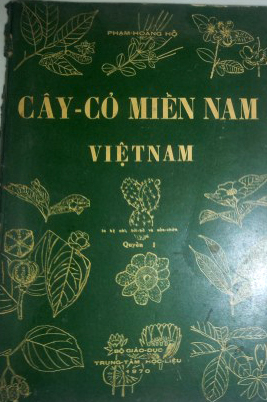 PHẠM-HOÀNG HỘ
CÂY-CỎ MIỀN NAM
VIỆTNAM
Quyển I
BỘ GIÁO-DỤC
TRUNG-TÂM HỌC-LIỆU
1970